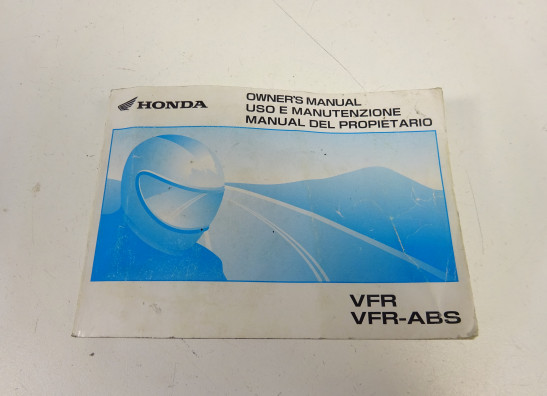 HONDA
OWNER'S MANUAL
USO E MANUTENZIONE
MANUAL DEL PROPIETARIO
VFR
VFR-ABS